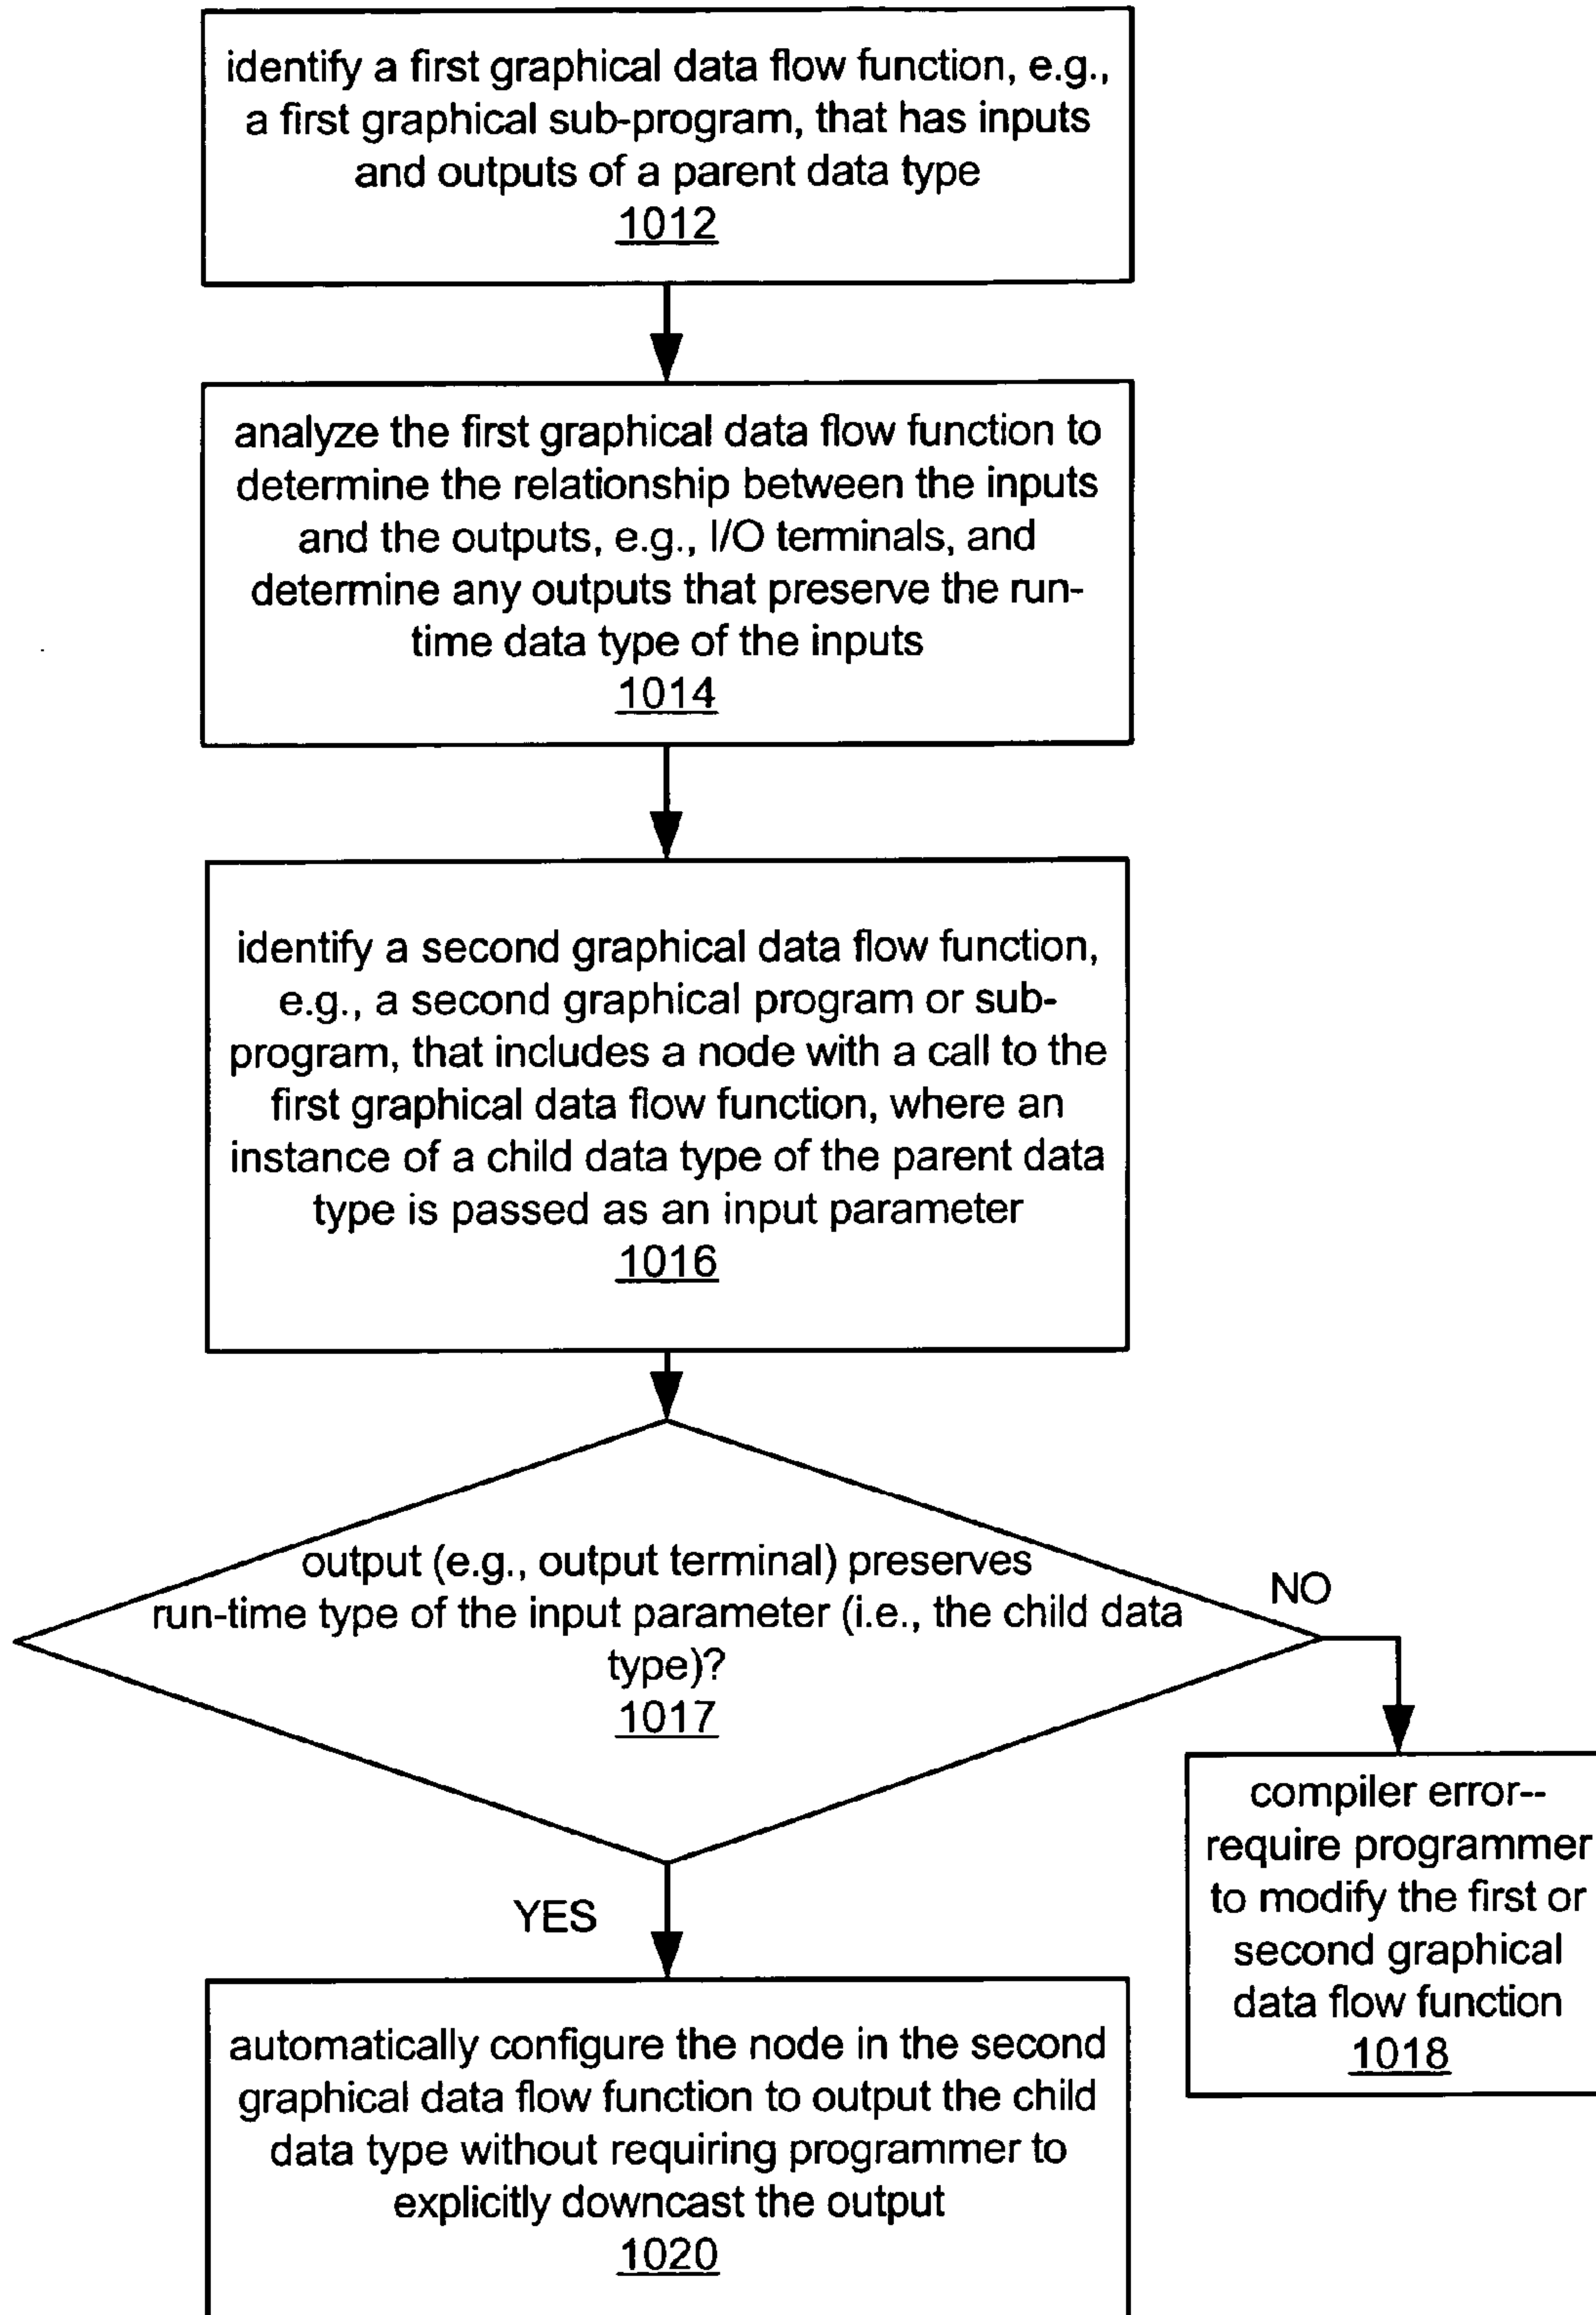 identify a first graphical data flow function, e.g.,
a first graphical sub-program, that has inputs
and outputs of a parent data type
1012
analyze the first graphical data flow function to
determine the relationship between the inputs
and the outputs, e.g., I/O terminals, and
determine any outputs that preserve the run-
time data type of the inputs
1014
identify a second graphical data flow function,
e.g., a second graphical program or sub-
program, that includes a node with a call to the
first graphical data flow function, where an
instance of a child data type of the parent data
type is passed as an input parameter
1016
output (e.g., output terminal) preserves
run-time type of the input parameter (i.e., the child data
type)?
1017
NO
compiler error--
require programmer
to modify the first or
second graphical
data flow function
1018
YES
automatically configure the node in the second
graphical data flow function to output the child
data type without requiring programmer to
explicitly downcast the output
1020